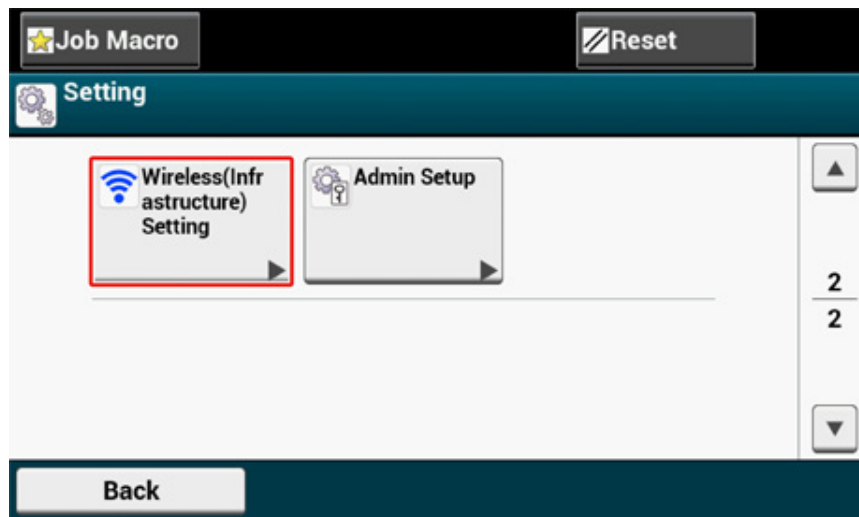 Job Macro
Reset
Setting
Wireless(Infr
astructure)
Setting
Admin Setup
2
2
Back